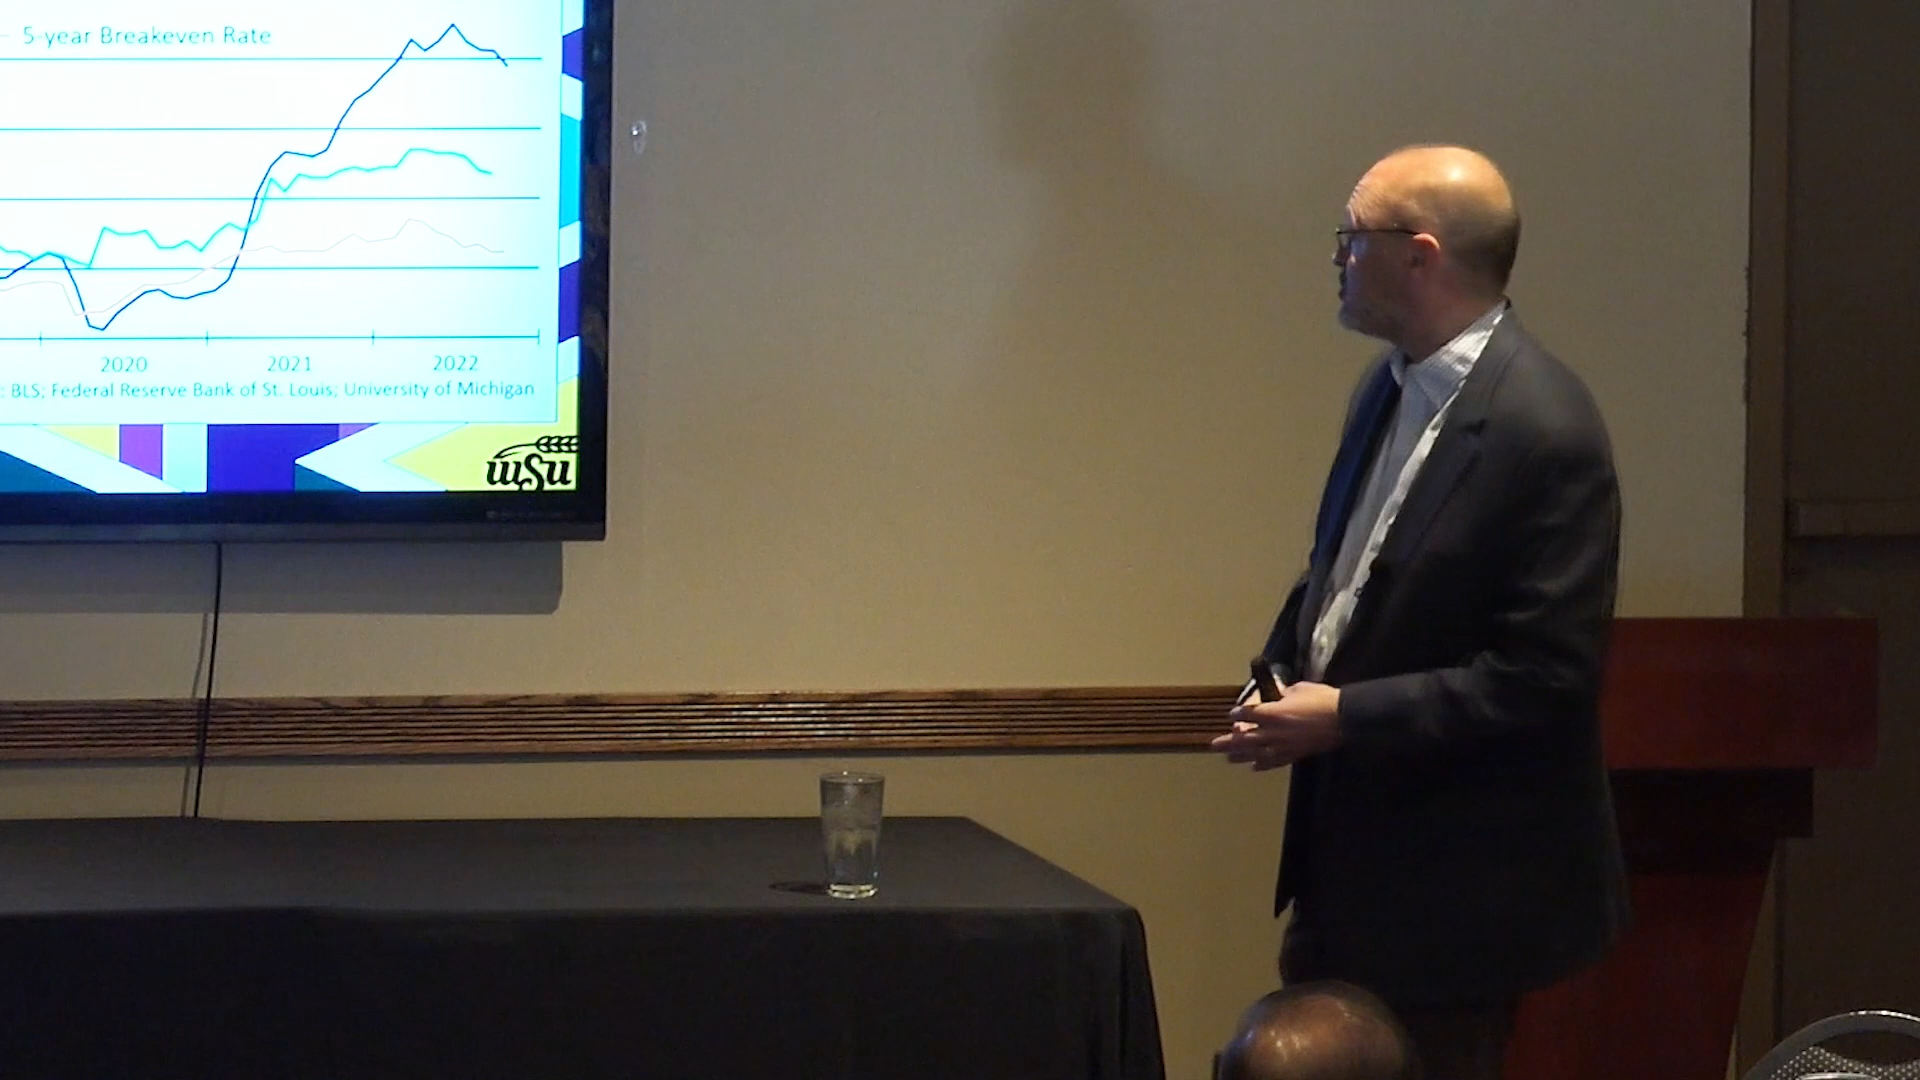 5-year Breakeven Rate
2020 2021 2022
: BLS; Federal Reserve Bank of St. Louis; University of Michigan
wsu